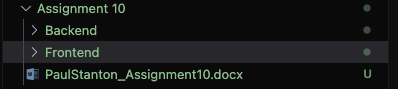 Assignment 10
Backend
Frontend
PaulStanton_Assignment10.docx U